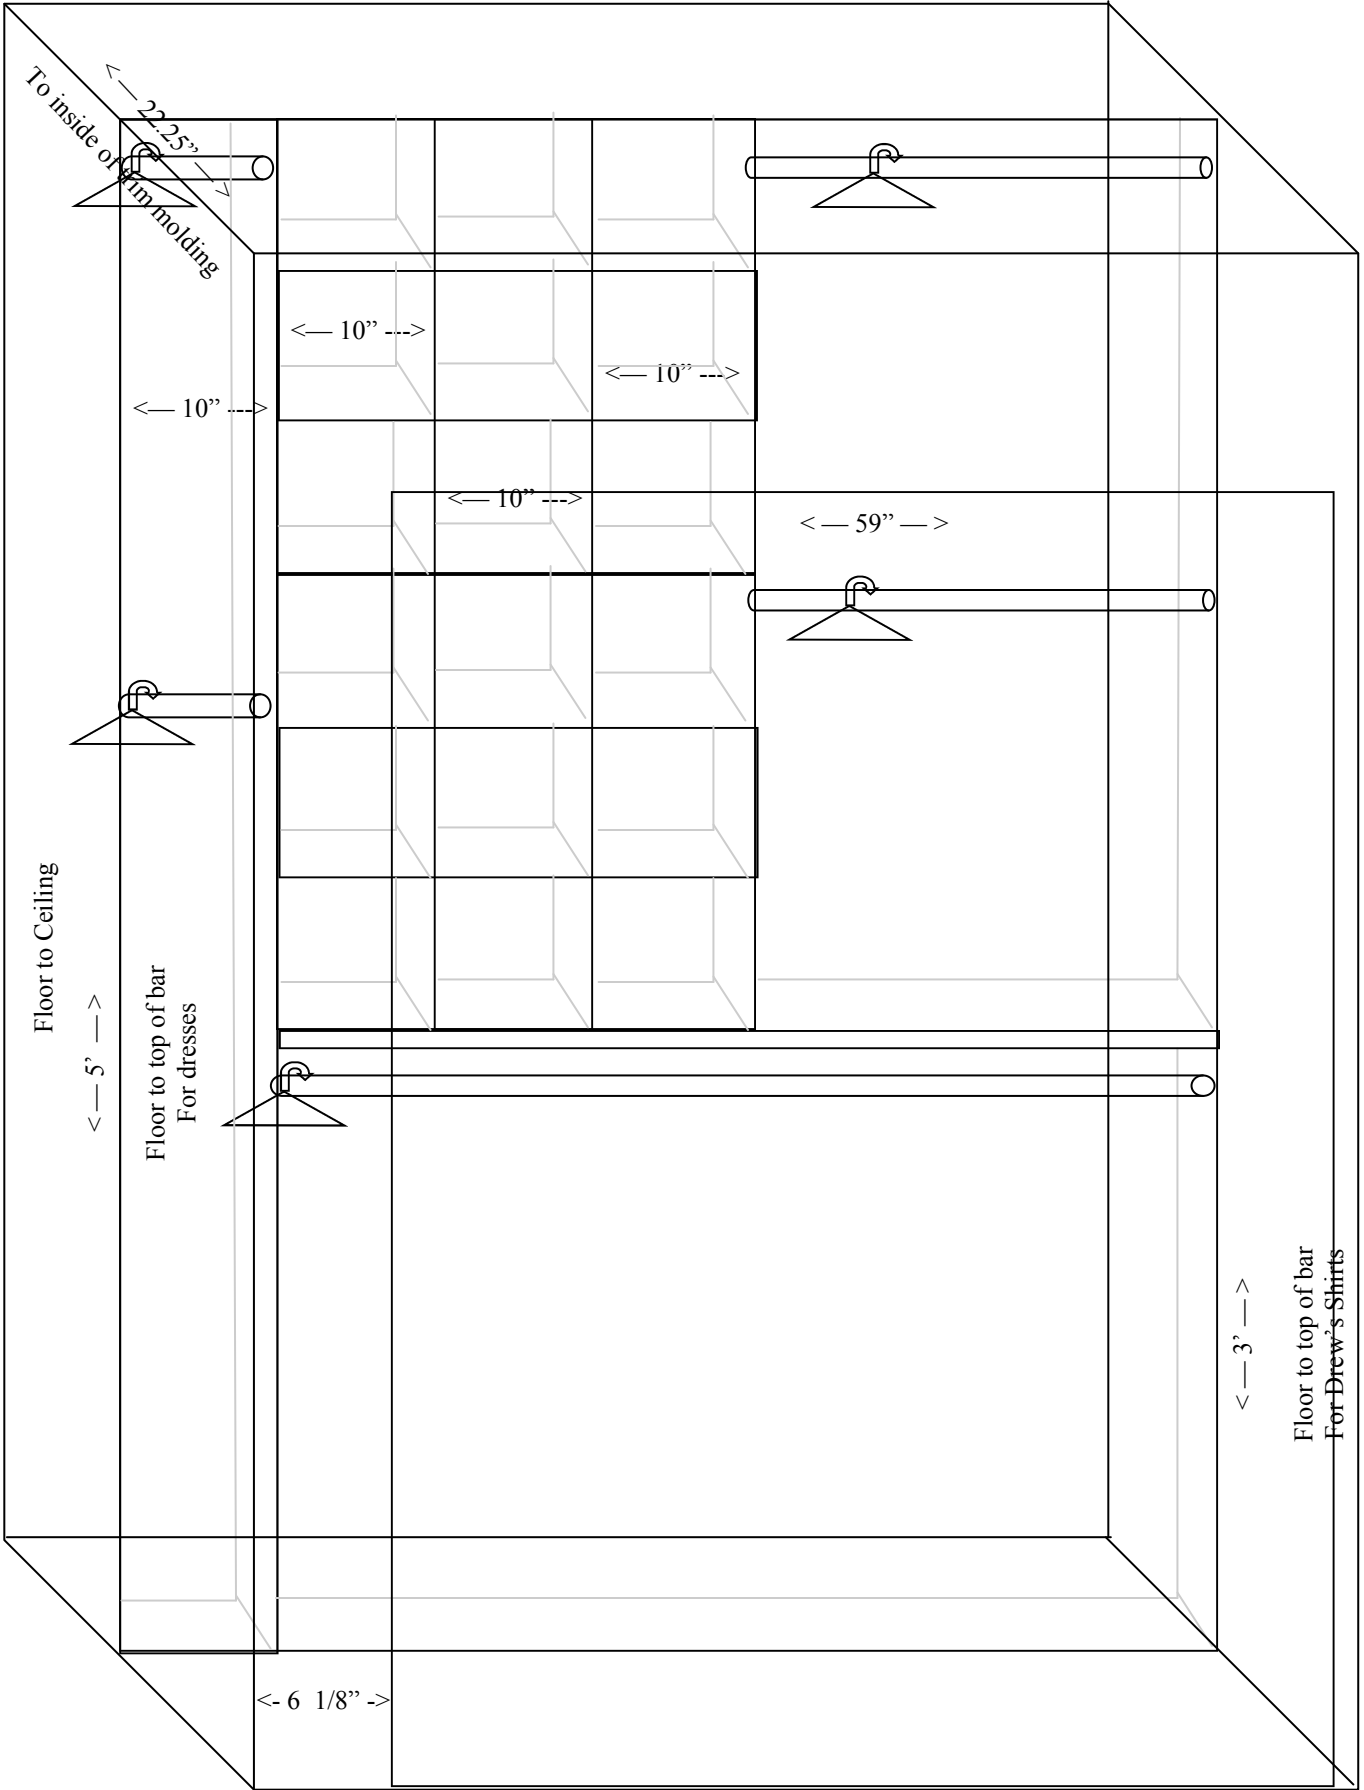 < — 22.25” — >
To inside of trim molding
<— 10” --->
<— 10” --->
<— 10” --->
<— 10” --->
< — 59” — >
Floor to Ceiling
< — 5’ — >
Floor to top of bar
For dresses
< — 3’ — >
Floor to top of bar
For Drew’s Shirts
<- 6 1/8” ->